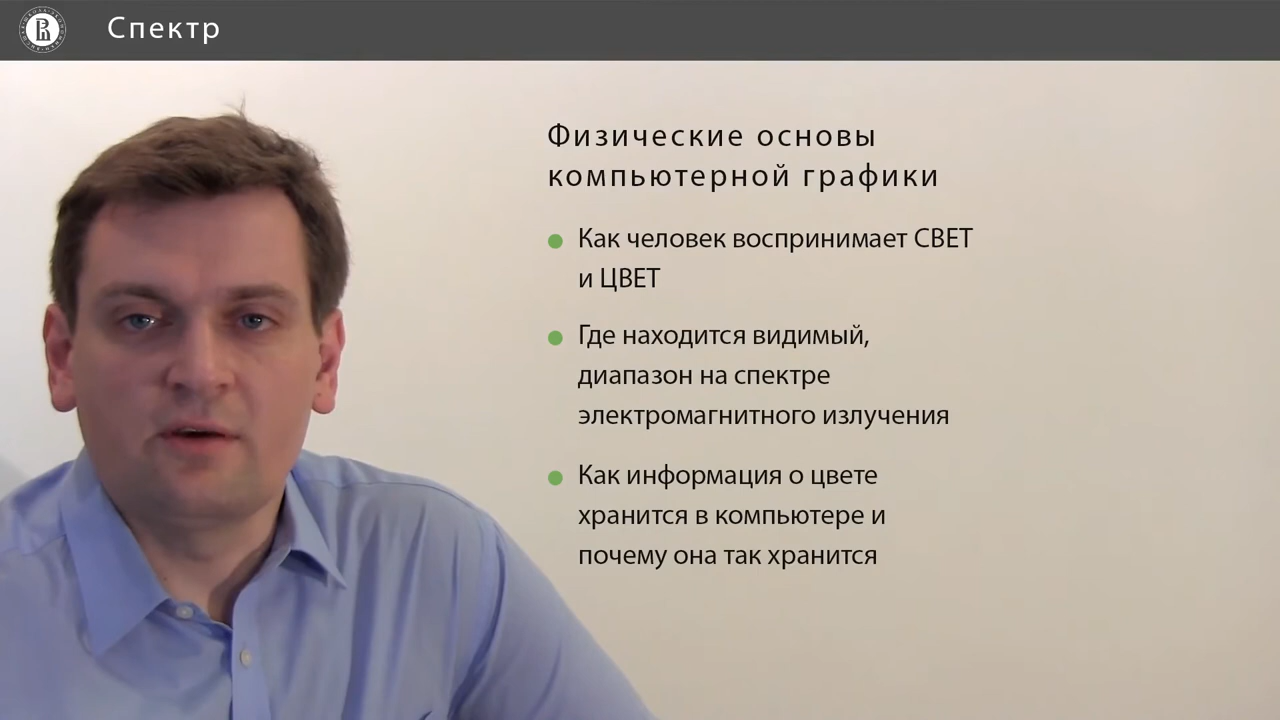 Спектр
Физические основы
компьютерной графики
Как человек воспринимает СВЕТ
и ЦВЕТ
Где находится видимый,
диапазон на спектре
электромагнитного излучения
Как информация о цвете
хранится в компьютере и
почему она так хранится